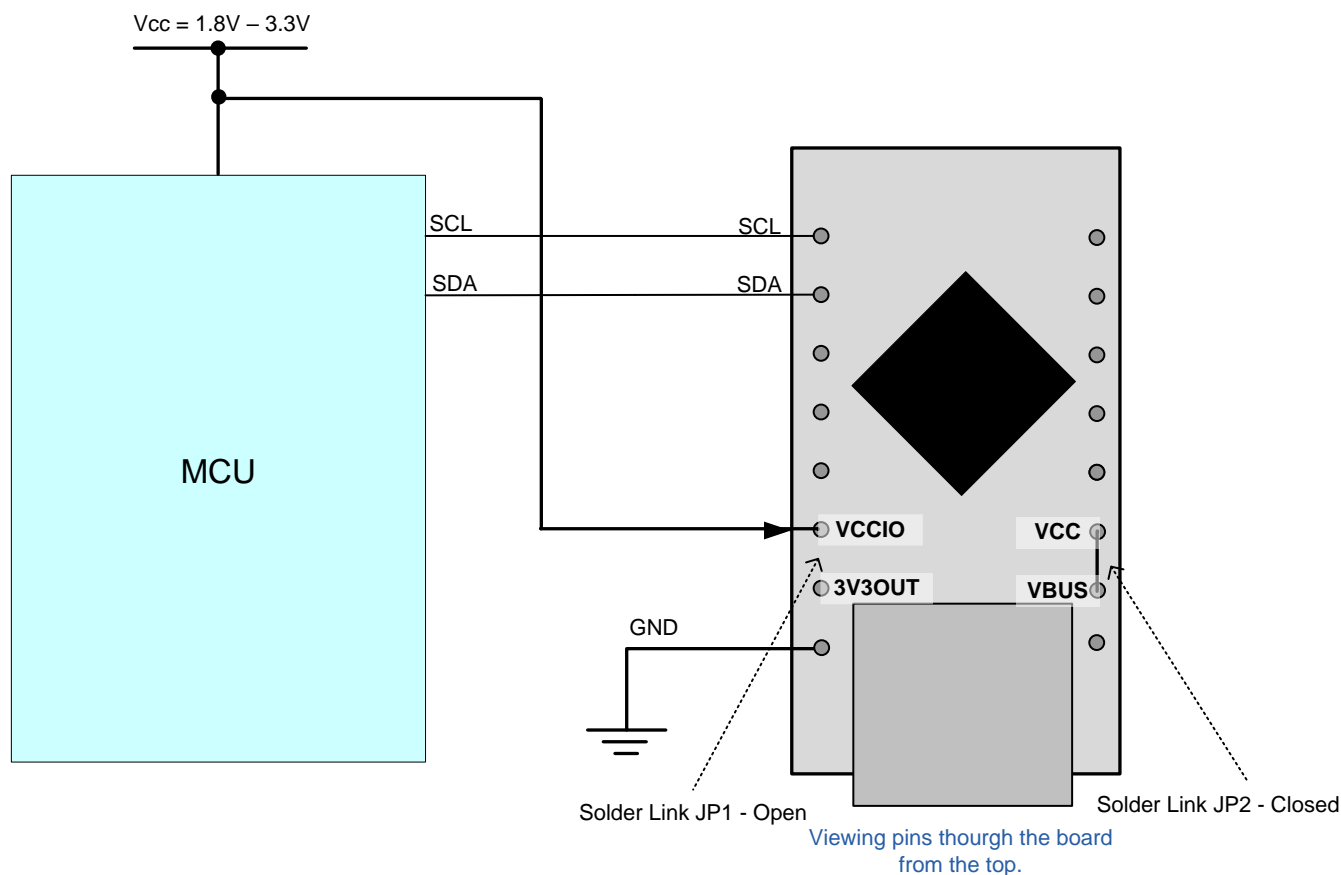 Vcc = 1.8V – 3.3V
SCL
SCL
SDA
SDA
MCU
VCCIO
VCC
3V3OUT
VBUS
GND
Solder Link JP1 - Open
Solder Link JP2 - Closed
Viewing pins thourgh the board
from the top.